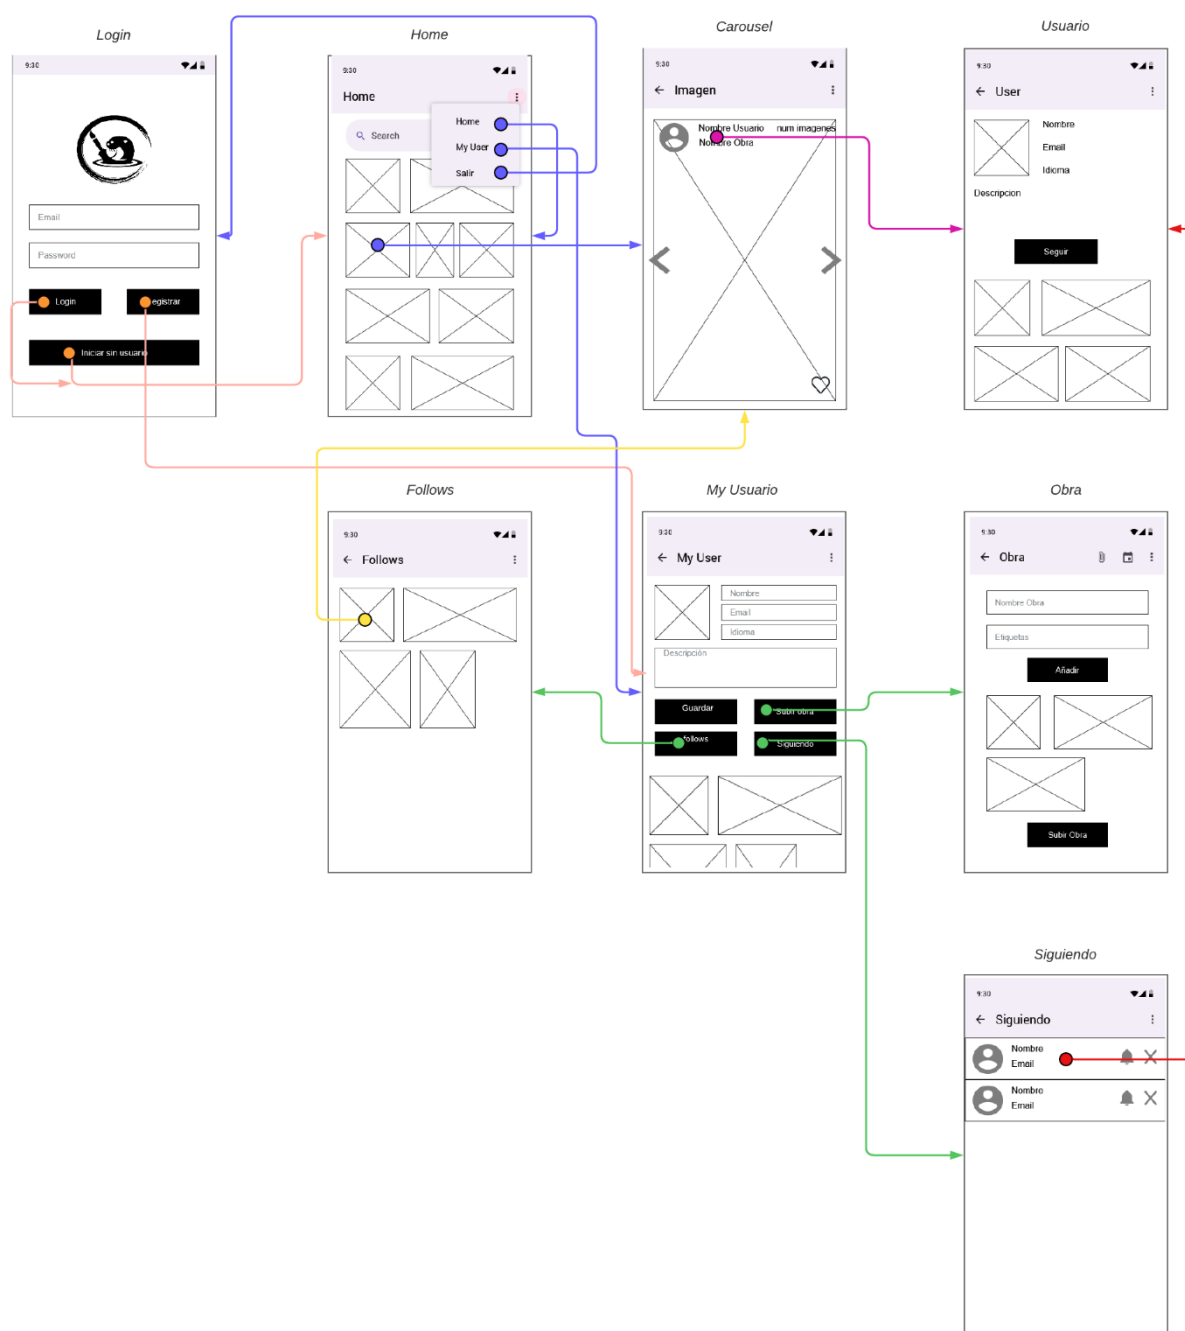 Login
9:30
Email
Password
Login
egistrar
Iniciar sin usuario
Home
9:30
Home
Search
Home
My User
Salir
Carousel
9:30
Imagen
Nombre Usuario num imagenes
Nombre Obra
Usuario
9:30
User
Nombre
Email
Idioma
Descripcion
Seguir
Follows
9:30
Follows
My Usuario
9:30
My User
Nombre
Email
Idioma
Descripción
Guardar
Subir obra
follows
Siguiendo
Obra
9:30
Obra
Nombre Obra
Etiquetas
Añadir
Subir Obra
Siguiendo
9:30
Siguiendo
Nombre
Email
Nombre
Email